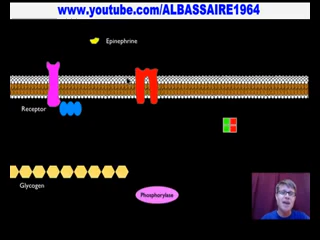 www.youtube.com/ALBASSAIRE1964
Epinephrine
Receptor
Glycogen
Phosphorylase